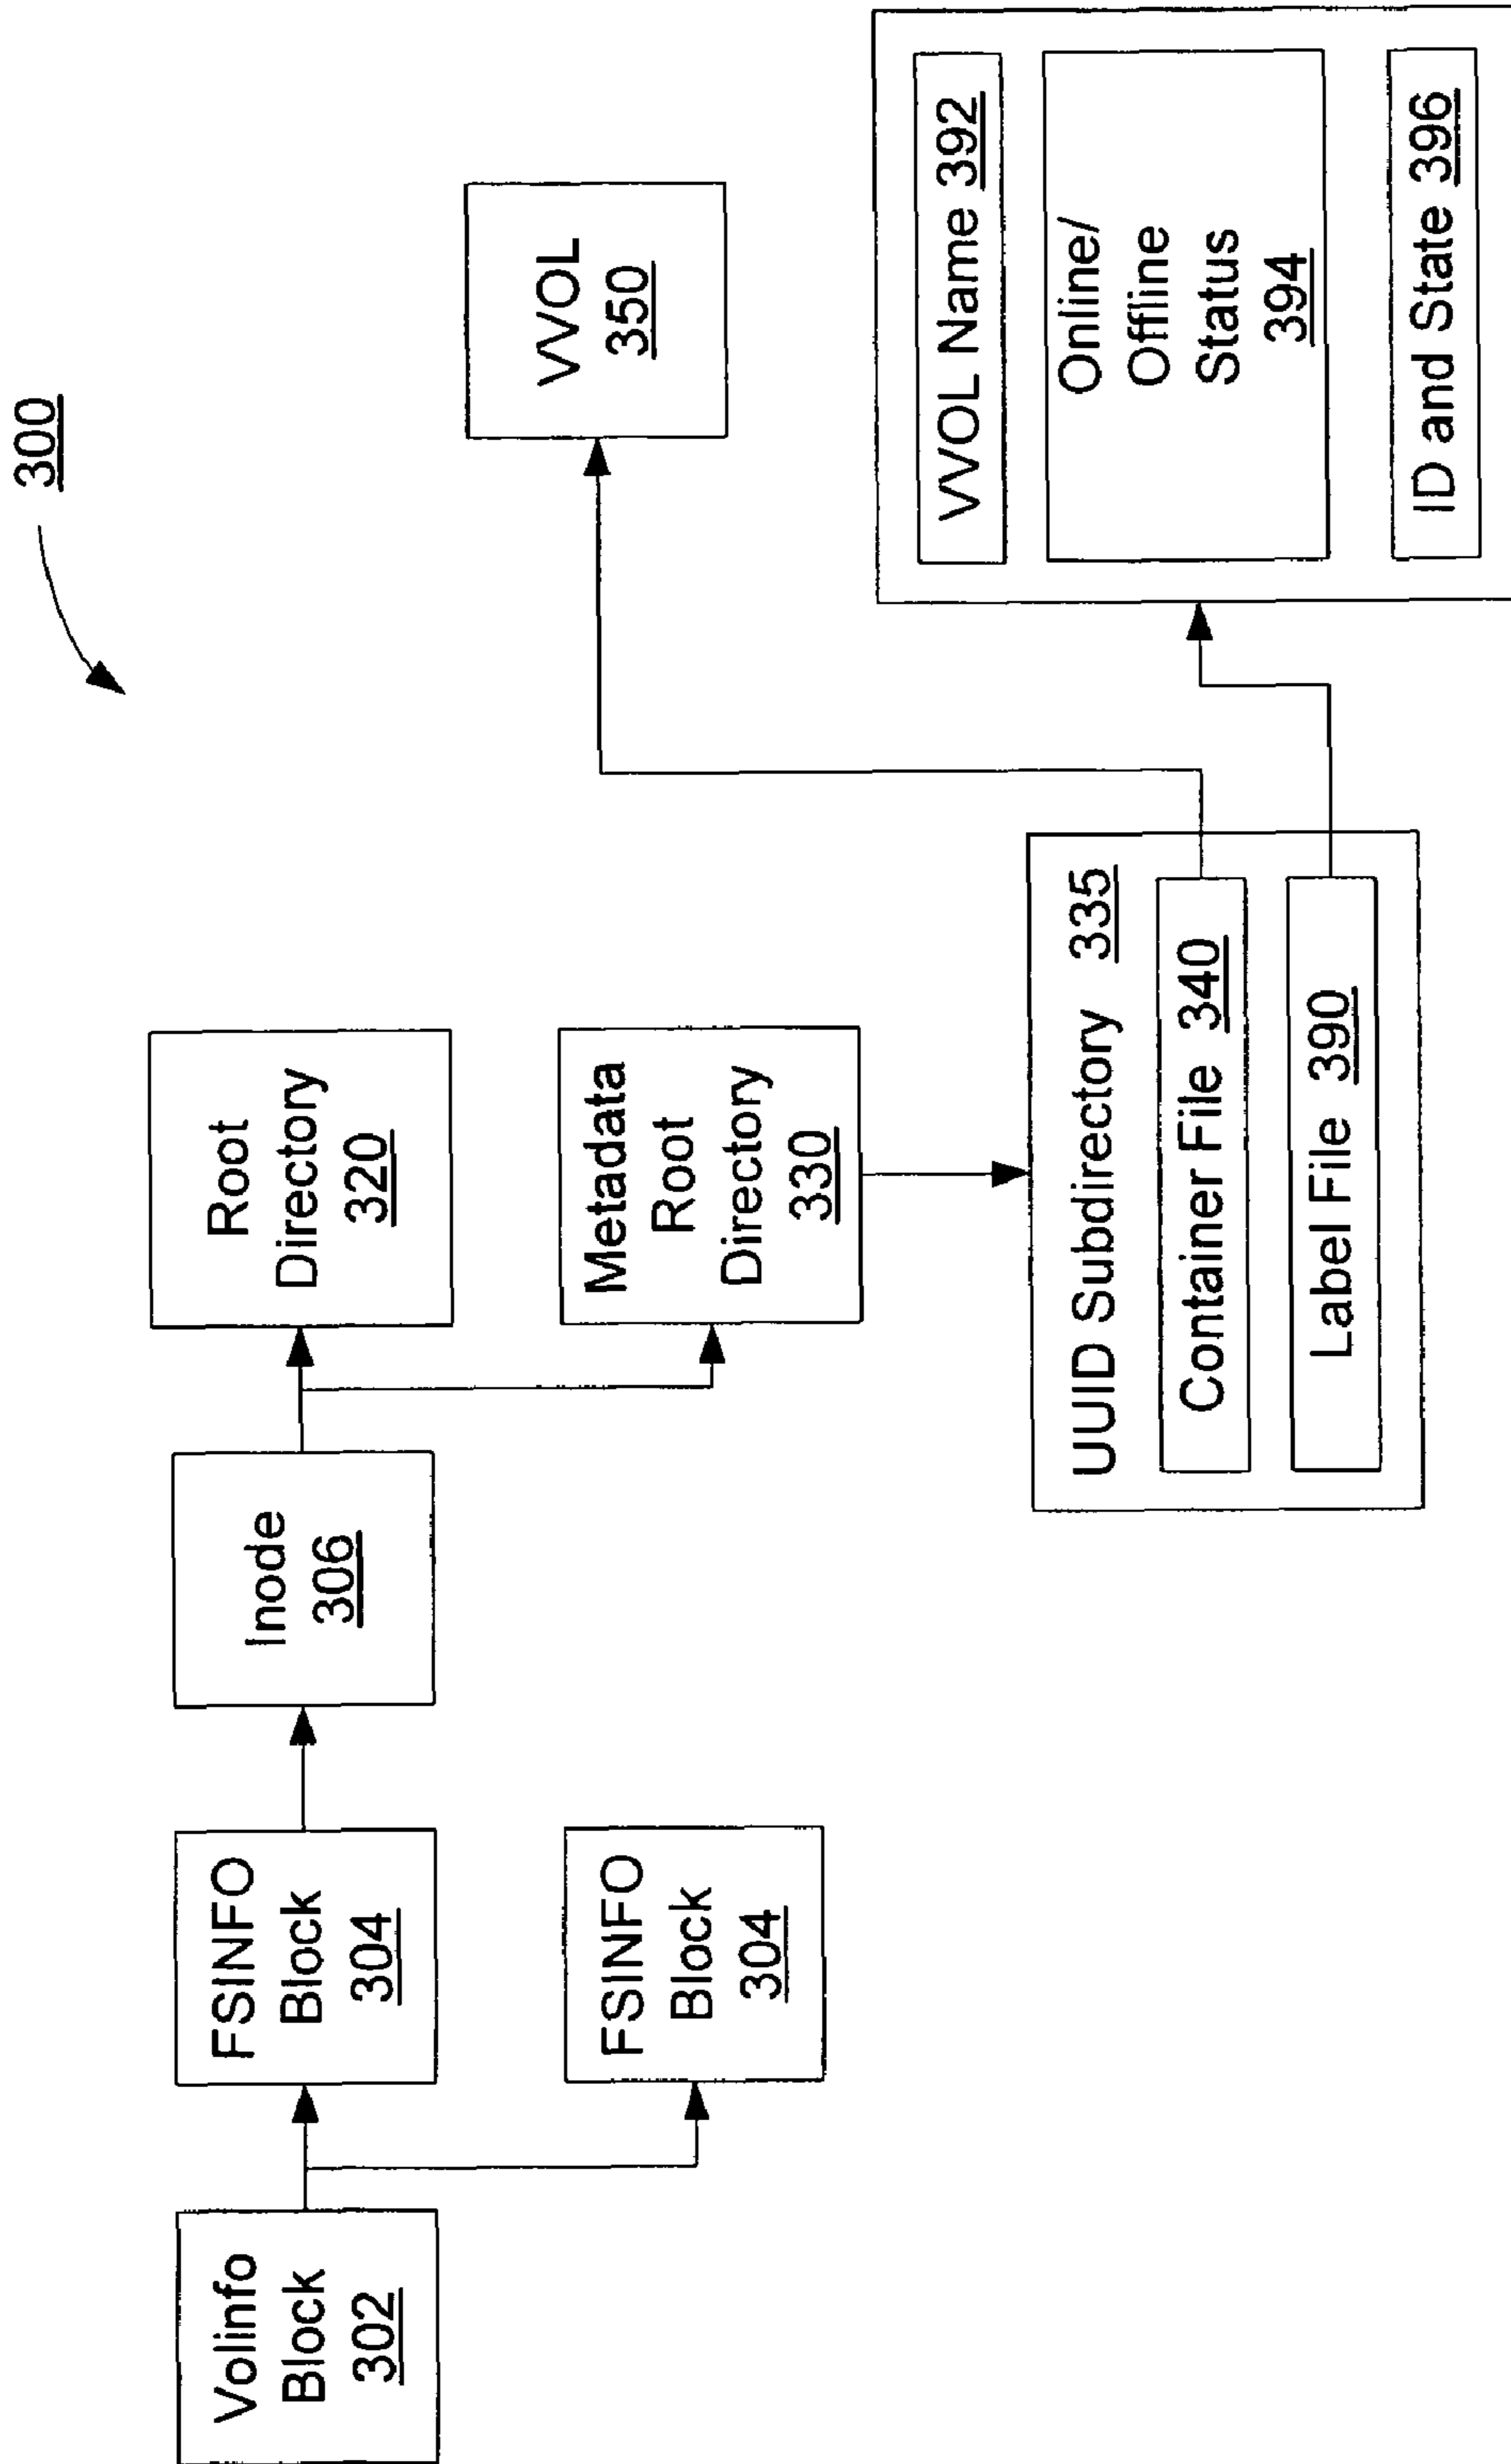 300
Volinfo
Block
302
FSINFO
Block
304
FSINFO
Block
304
Inode
306
Root
Directory
320
Metadata
Root
Directory
330
UUID Subdirectory 335
Container File 340
Label File 390
VVOL
350
VVOL Name 392
Online/
Offline
Status
394
ID and State 396